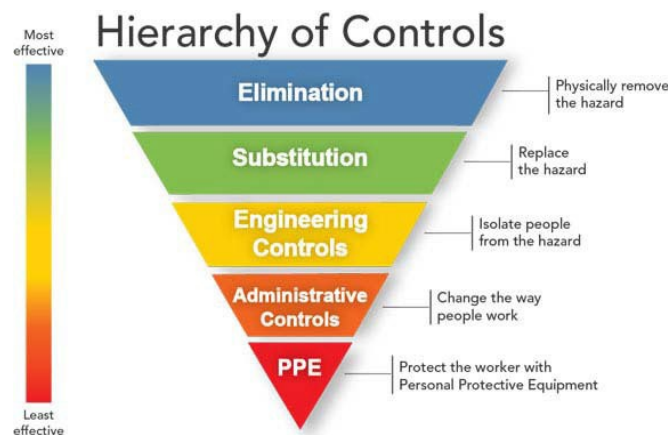 Hierarchy of Controls
Most
effective
Elimination
Physically remove
the hazard
Substitution
Replace
the hazard
Engineering
Controls
Isolate people
from the hazard
Administrative
Controls
Change the way
people work
PPE
Protect the worker with
Personal Protective Equipment
Least
effective